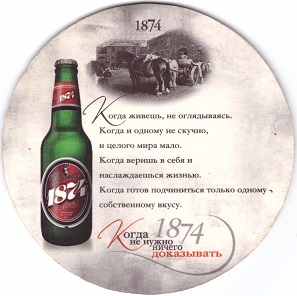 1874
Когда живешь, не оглядываясь.
Когда и одному не скучно,
и целого мира мало.
Когда веришь в себя и
наслаждаешься жизнью.
Когда готов подчиниться только одному -
собственному вкусу.
1874
1874
Когда 1874
не нужно
ничего
доказывать